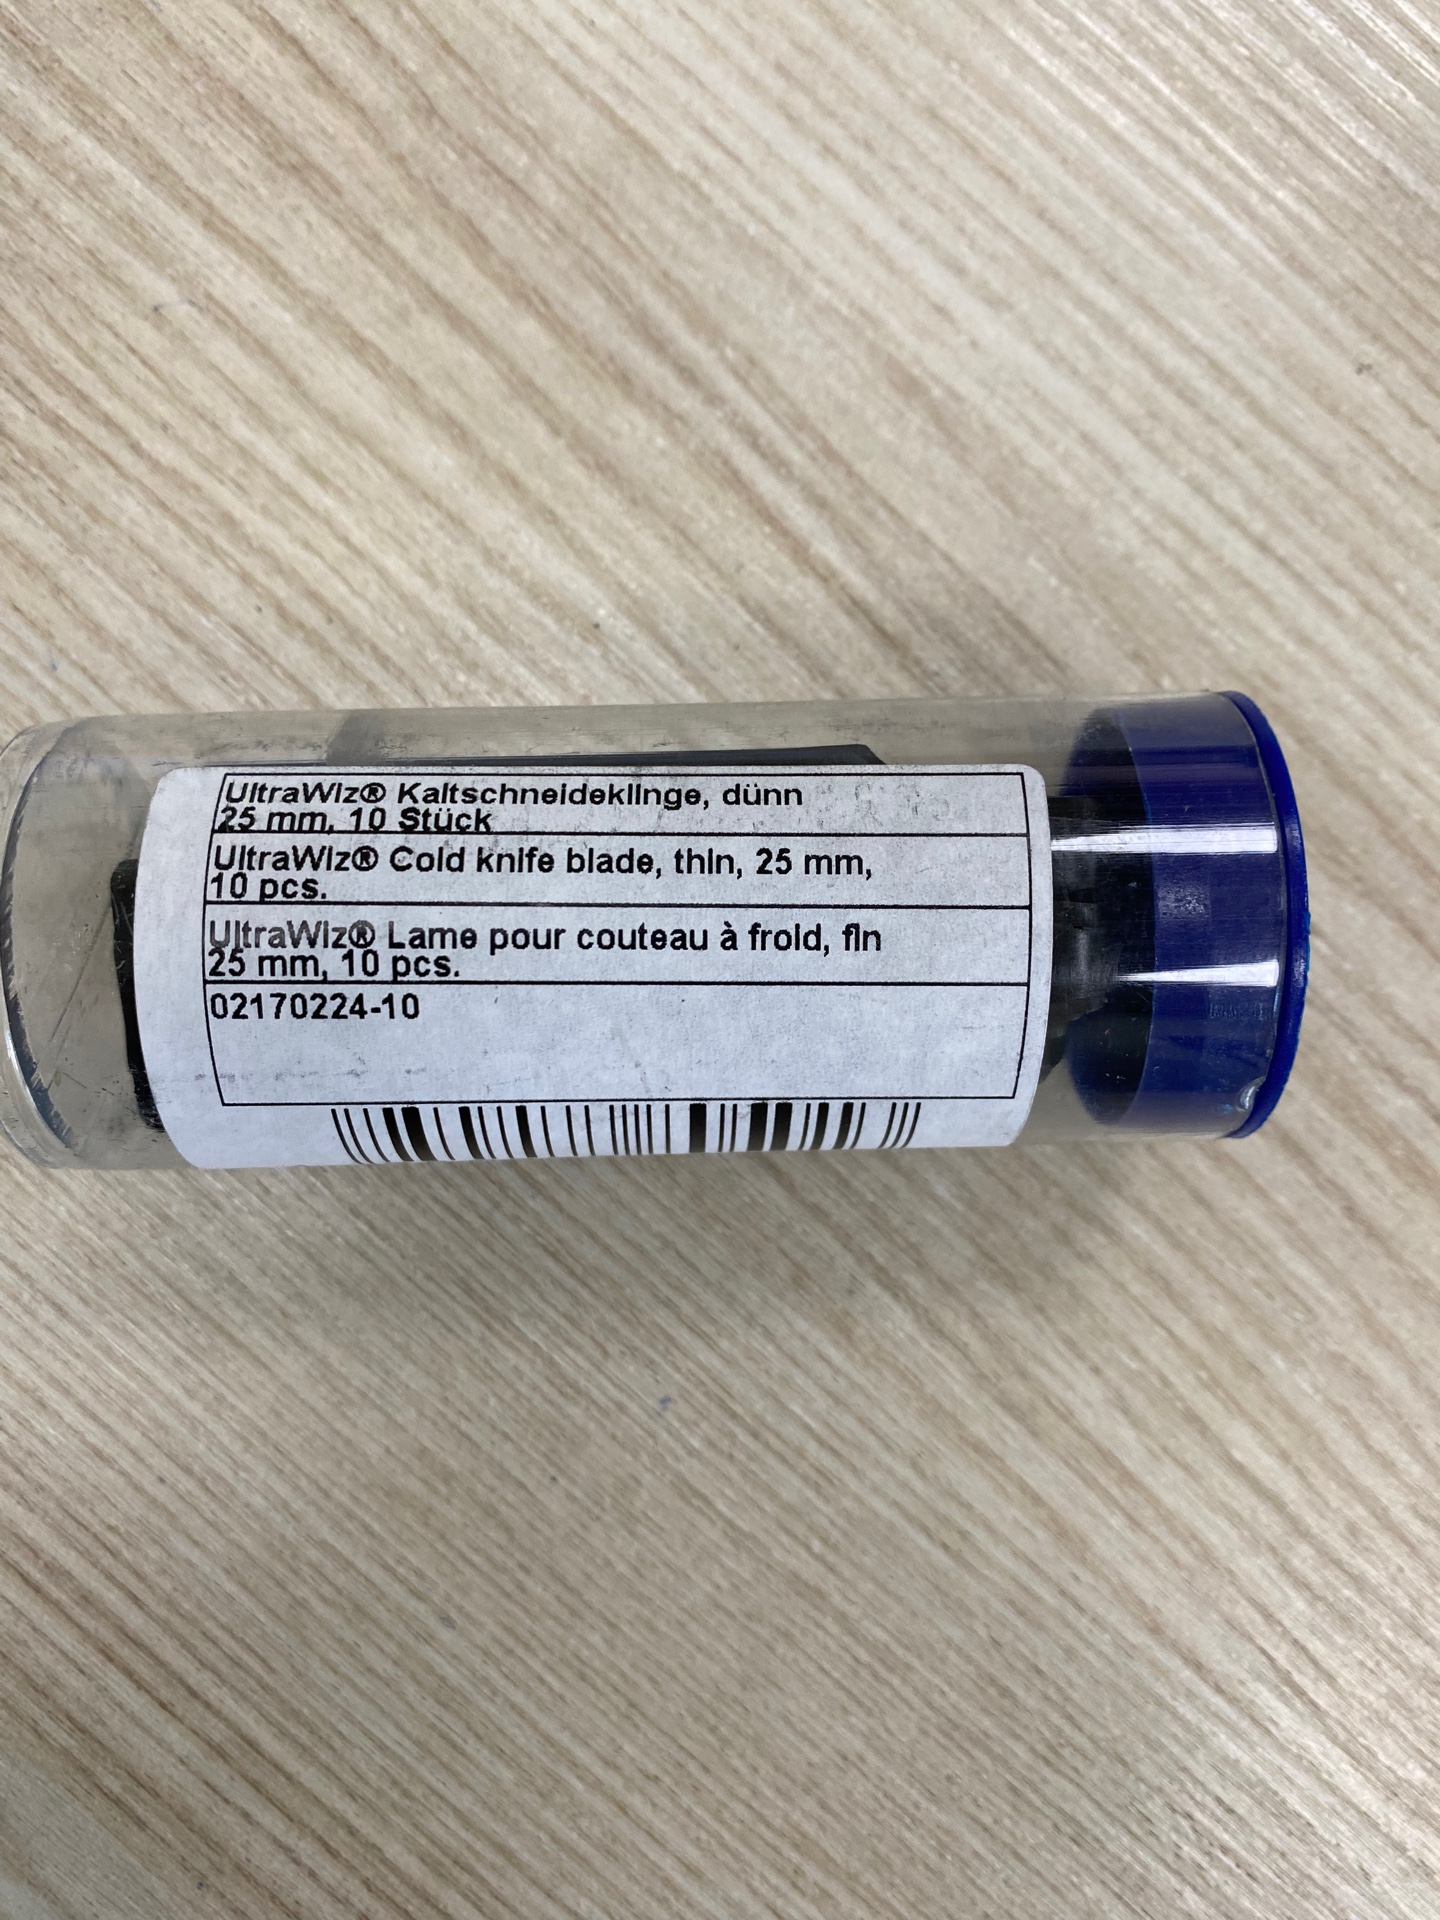 UltraWiz® Kaltschneideklinge, dünn
25 mm, 10 Stück
UltraWiz® Cold knife blade, thin, 25 mm,
10 pcs.
UltraWiz® Lame pour couteau à froid, fin
25 mm, 10 pcs.
02170224-10